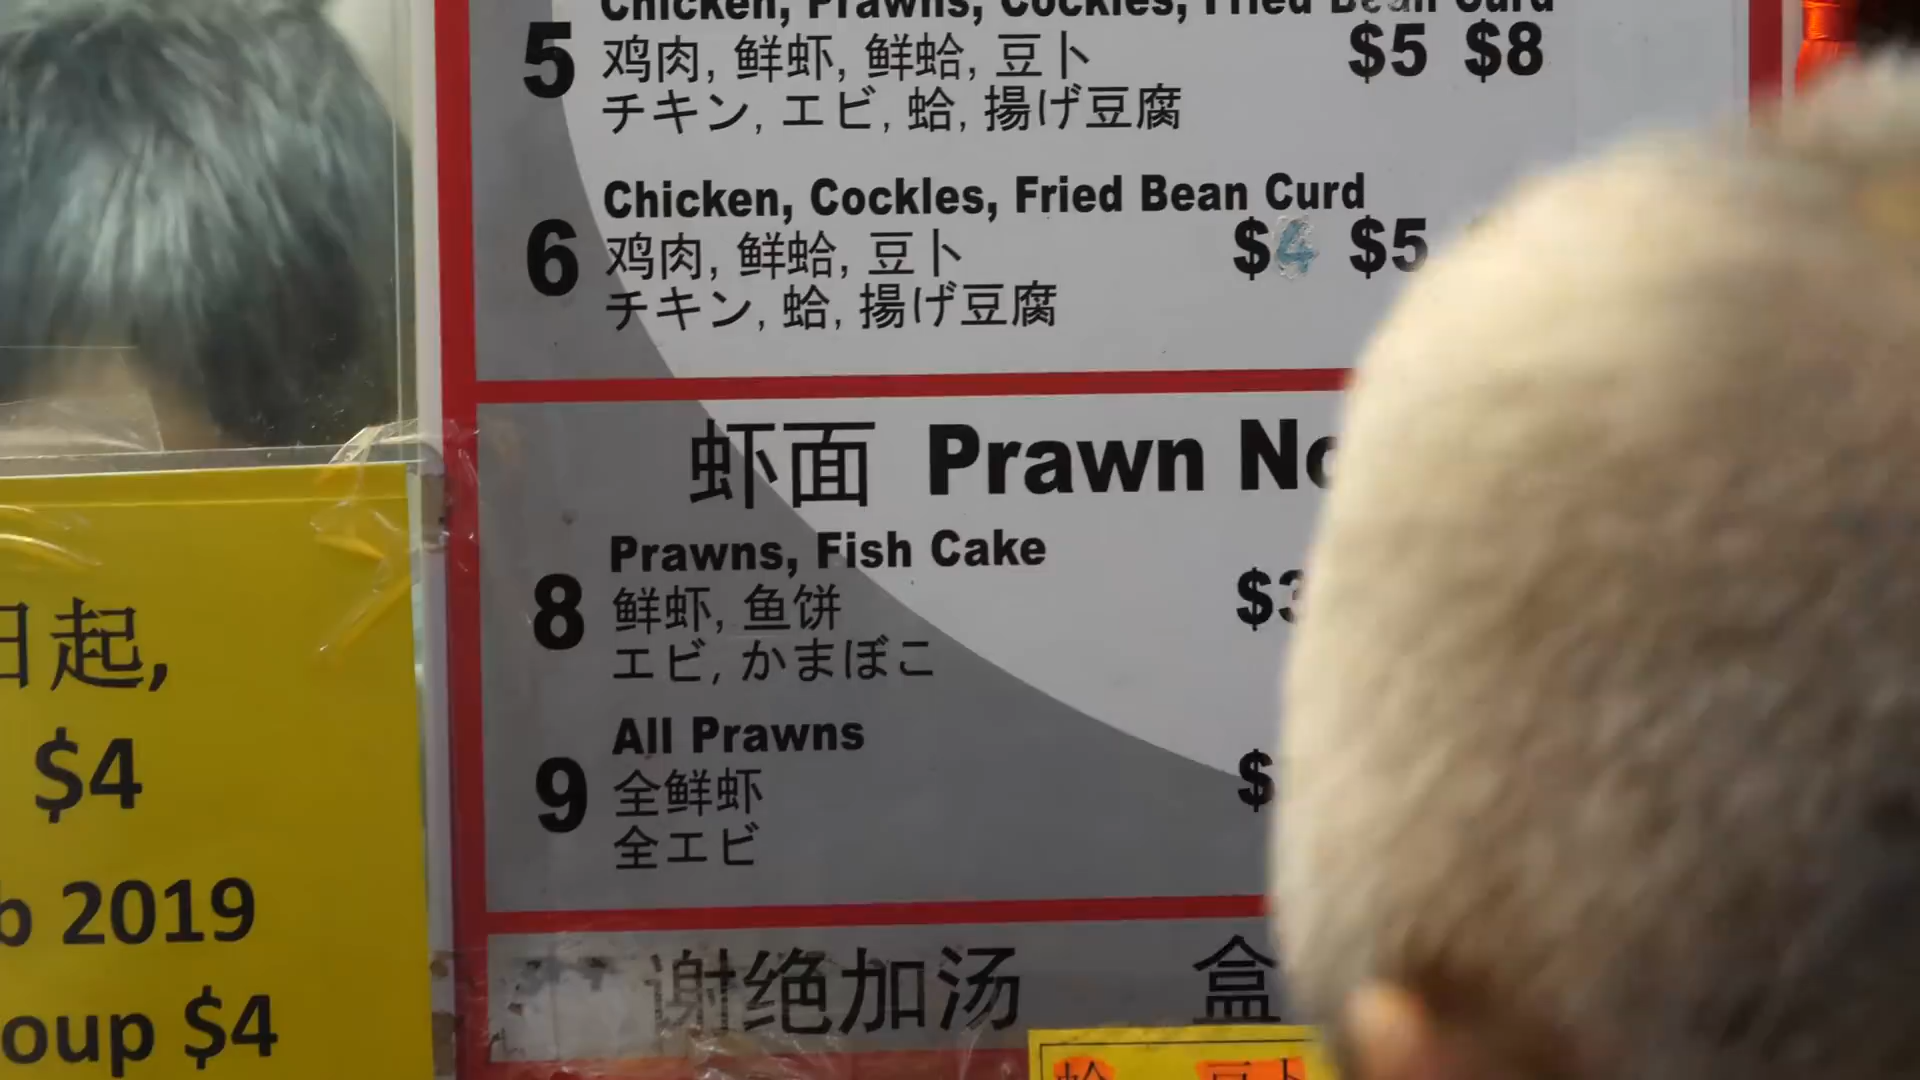 Chicken, Prawns, Cockles, Fried Bean Curd
5 鸡肉, 鲜虾, 鲜蛤, 豆卜 $5 $8
チキン, エビ, 蛤, 揚げ豆腐
Chicken, Cockles, Fried Bean Curd
6 鸡肉, 鲜蛤, 豆卜 $4 $5
チキン, 蛤, 揚げ豆腐
虾面 Prawn
8 Prawns, Fish Cake
鲜虾, 鱼饼
エビ, かまぼこ
9 All Prawns
全鲜虾
全エビ
谢绝加汤 盒
日起,
$4
2019
$4